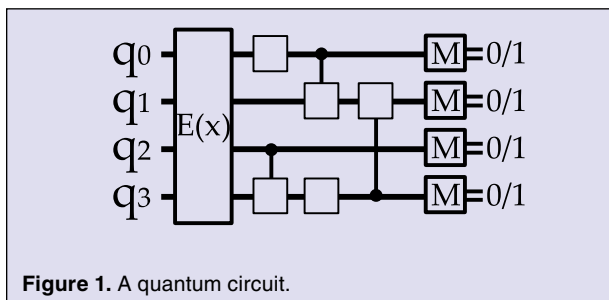 q0 M 0/1
q1 M 0/1
E(x)
q2 M 0/1
q3 M 0/1
Figure 1. A quantum circuit.